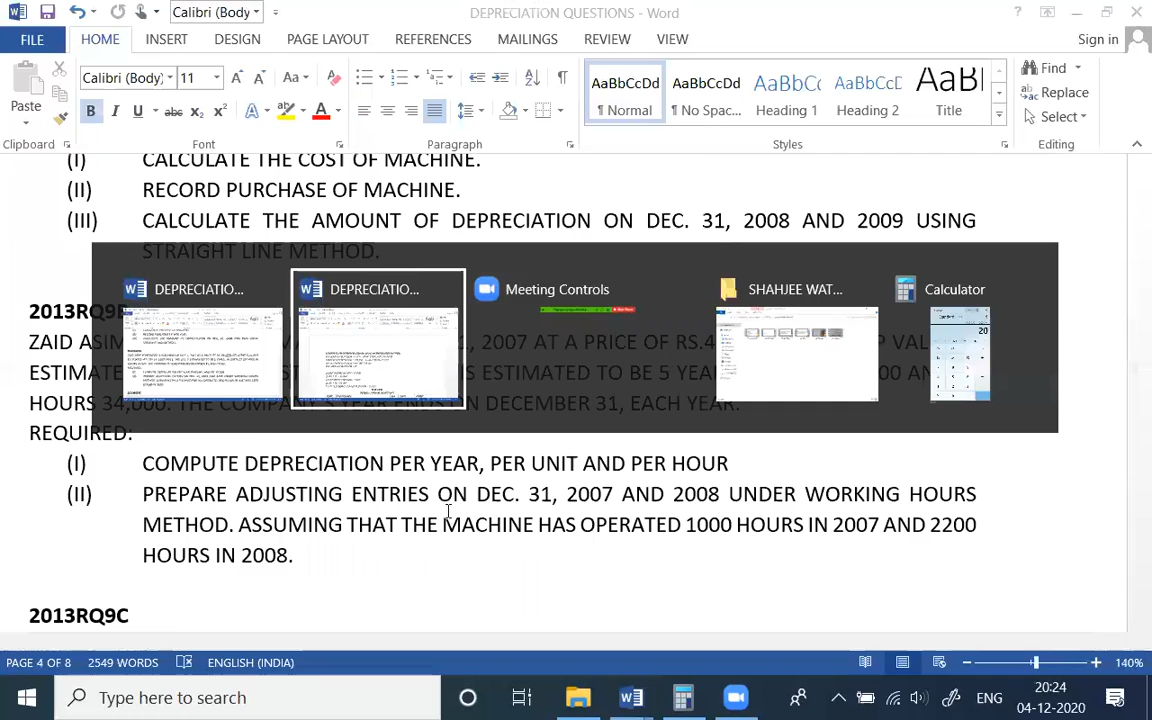 DEPRECIATION QUESTIONS - Word
Calibri (Body
FILE HOME INSERT DESIGN PAGE LAYOUT REFERENCES MAILINGS REVIEW VIEW Sign in
Paste
Calibri (Body) 11
AaBbCcDd AaBbCcDd AaBbCc AaBbCcD AaBl
¶ Normal ¶ No Spac... Heading 1 Heading 2 Title
Find
Replace
Select
Clipboard Font Paragraph Styles Editing
(I) CALCULATE THE COST OF MACHINE.
(II) RECORD PURCHASE OF MACHINE.
(III) CALCULATE THE AMOUNT OF DEPRECIATION ON DEC. 31, 2008 AND 2009 USING
STRAIGHT LINE METHOD.
DEPRECIATIO... DEPRECIATIO... Meeting Controls SHAHJEE WAT... Calculator
20
2013RQ9B
ZAID ASIM
2007 AT A PRICE OF RS.4
ESTIMATED
IS ESTIMATED TO BE 5 YEA
HOURS 34,000. THE COMPANY'S YEAR ENDS ON DECEMBER 31, EACH YEAR.
REQUIRED:
(I) COMPUTE DEPRECIATION PER YEAR, PER UNIT AND PER HOUR
(II) PREPARE ADJUSTING ENTRIES ON DEC. 31, 2007 AND 2008 UNDER WORKING HOURS
METHOD. ASSUMING THAT THE MACHINE HAS OPERATED 1000 HOURS IN 2007 AND 2200
HOURS IN 2008.
2013RQ9C
PAGE 4 OF 8 2549 WORDS ENGLISH (INDIA) 140%
Type here to search
ENG
20:24
04-12-2020